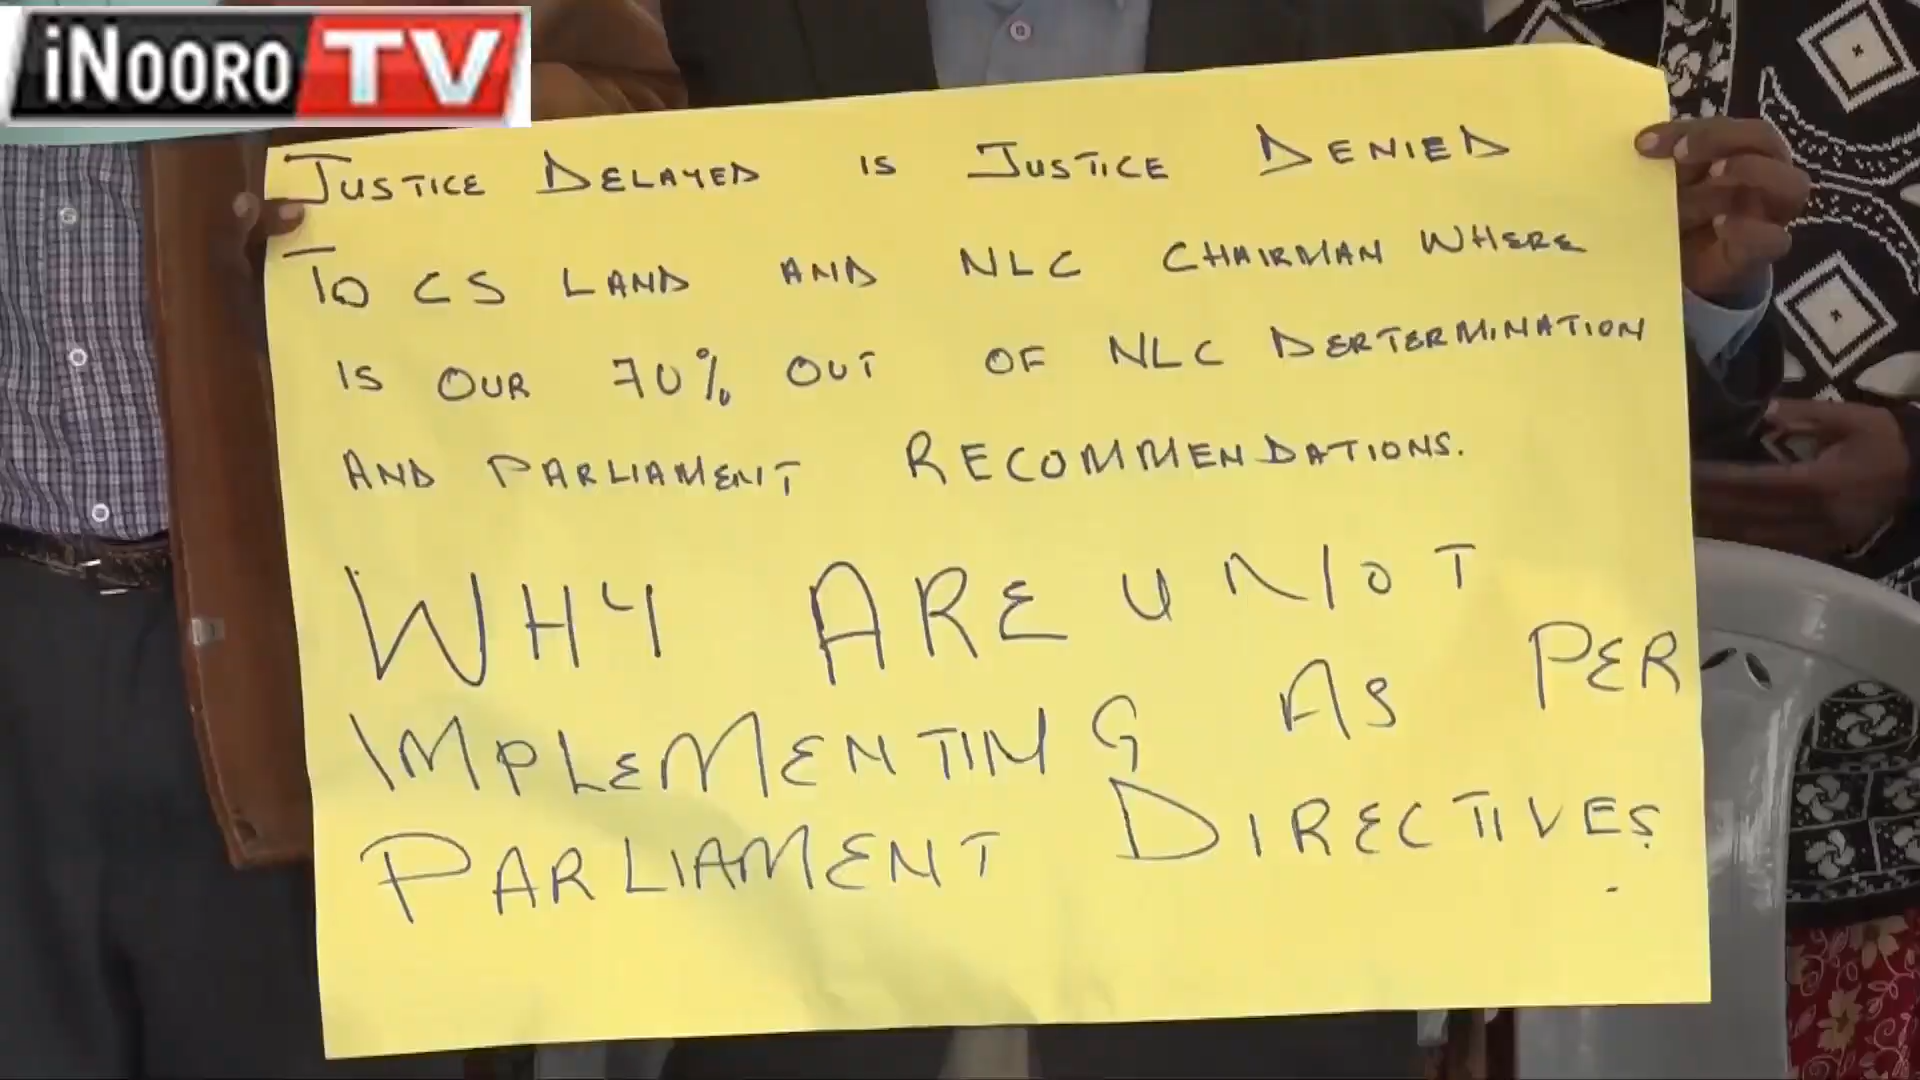 iNOORO TV
JUSTICE DELAYED IS JUSTICE DENIED
TO CS LAND AND NLC CHAIRMAN WHERE
IS OUR 70% OUT OF NLC DERTERMINATION
AND PARLIAMENT RECOMMENDATIONS.
WHY ARE U NOT
IMPLEMENTING AS PER
PARLIAMENT DIRECTIVES.